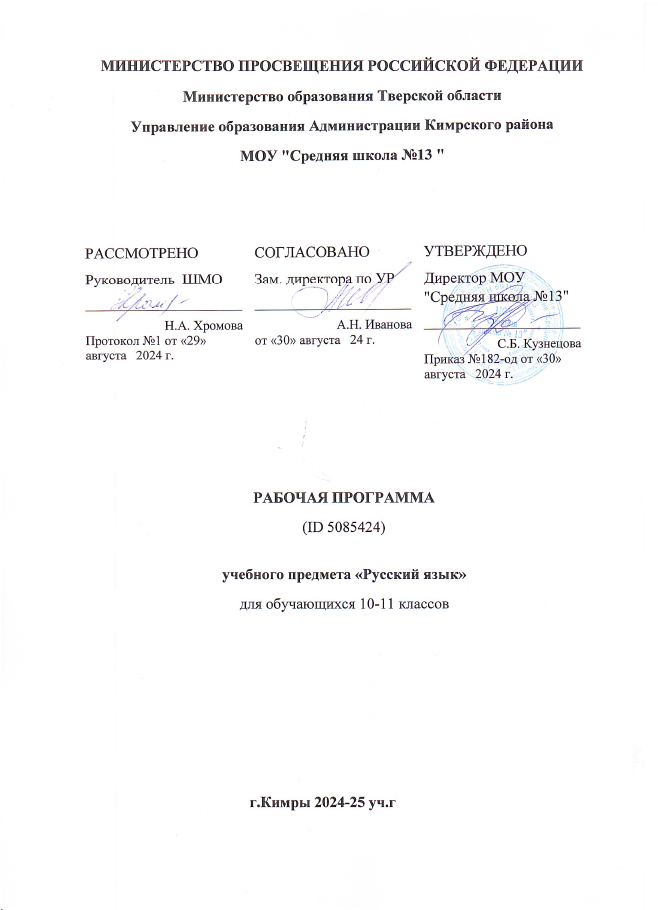 МИНИСТЕРСТВО ПРОСВЕЩЕНИЯ РОССИЙСКОЙ ФЕДЕРАЦИИ
Министерство образования Тверской области
Управление образования Администрации Кимрского района
МОУ "Средняя школа №13 "
РАССМОТРЕНО
Руководитель ШМО
Н.А. Хромова
Протокол №1 от «29»
августа 2024 г.
СОГЛАСОВАНО
Зам. директора по УР
А.Н. Иванова
от «30» августа 24 г.
УТВЕРЖДЕНО
Директор МОУ
"Средняя школа №13"
С.Б. Кузнецова
Приказ №182-од от «30»
августа 2024 г.
РАБОЧАЯ ПРОГРАММА
(ID 5085424)
учебного предмета «Русский язык»
для обучающихся 10-11 классов
г.Кимры 2024-25 уч.г